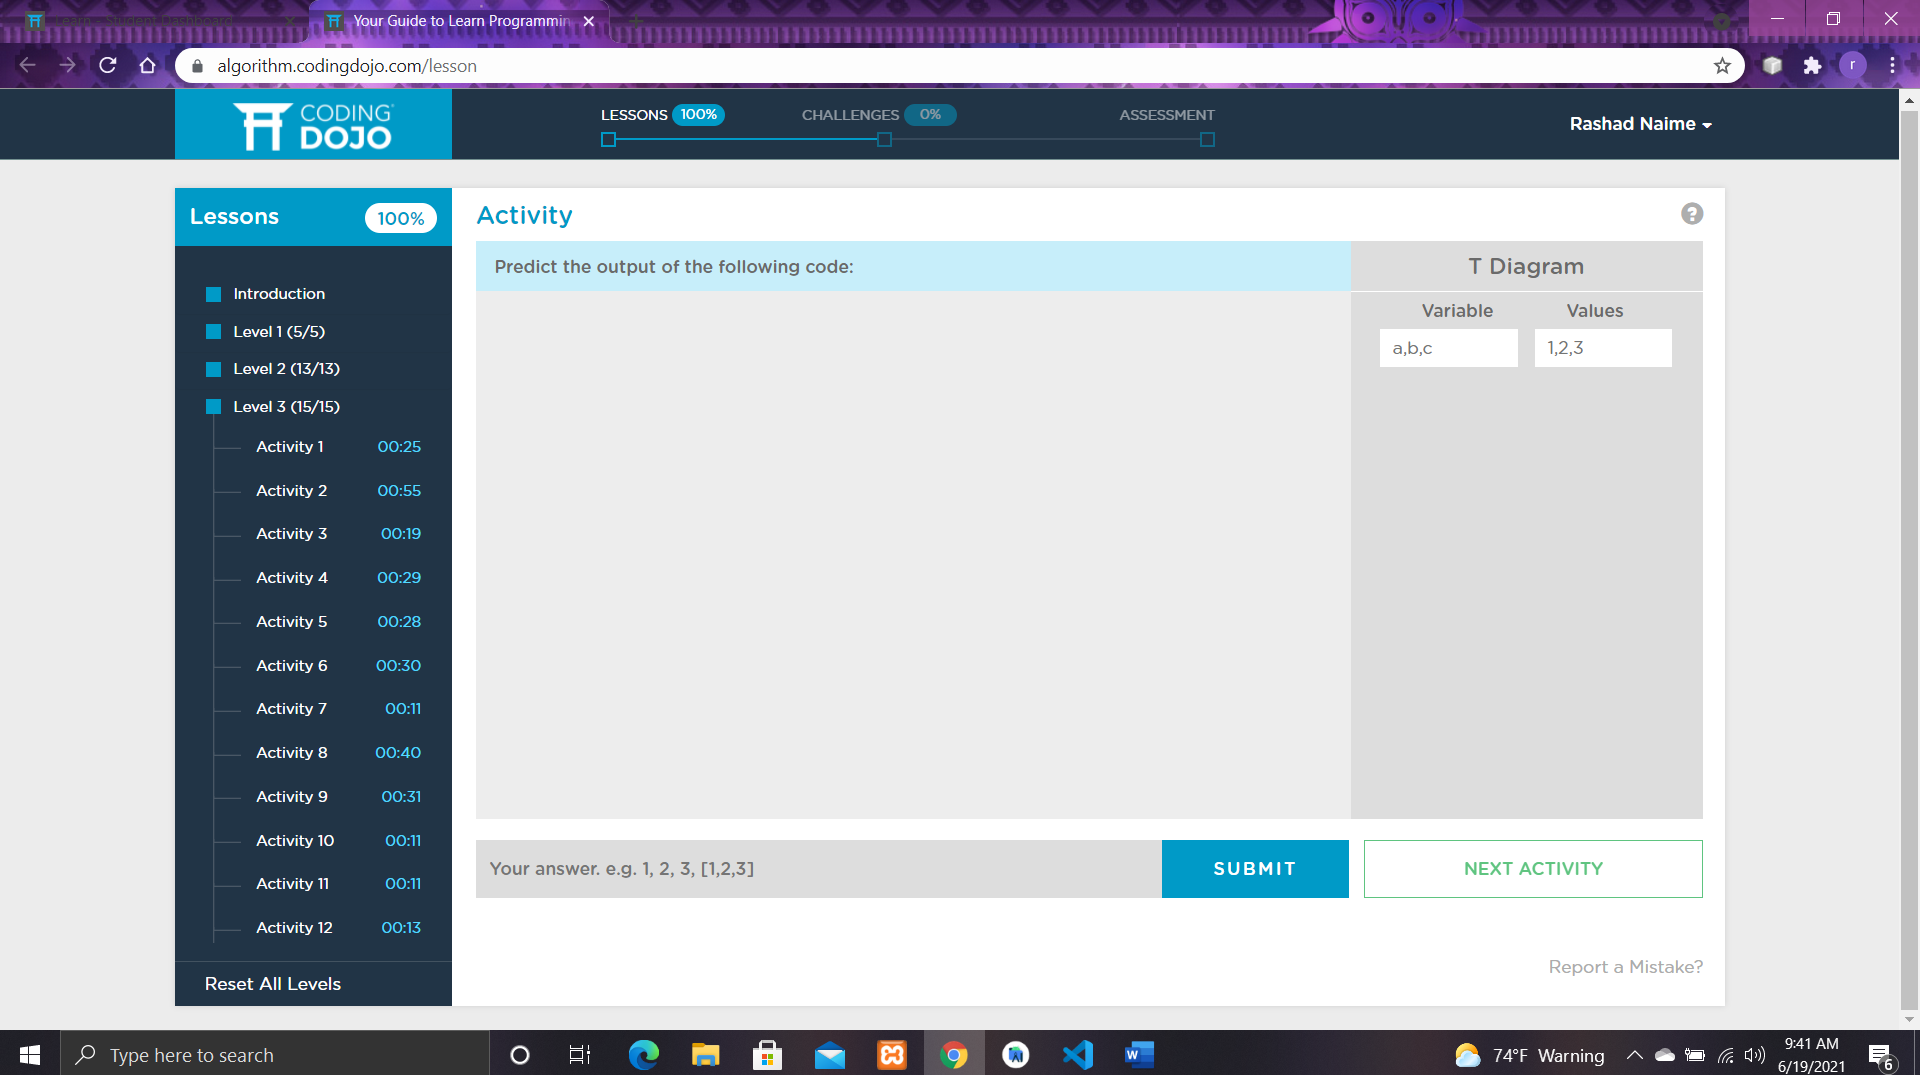 Learn - Student Dashboard
Your Guide to Learn Programmin
algorithm.codingdojo.com/lesson
r
CODING
DOJO
LESSONS 100%
CHALLENGES 0%
ASSESSMENT
Rashad Naime
Lessons 100%
Introduction
Level 1 (5/5)
Level 2 (13/13)
Level 3 (15/15)
Activity 1 00:25
Activity 2 00:55
Activity 3 00:19
Activity 4 00:29
Activity 5 00:28
Activity 6 00:30
Activity 7 00:11
Activity 8 00:40
Activity 9 00:31
Activity 10 00:11
Activity 11 00:11
Activity 12 00:13
Reset All Levels
Activity
?
Predict the output of the following code:
T Diagram
Variable Values
a,b,c 1,2,3
Your answer. e.g. 1, 2, 3, [1,2,3]
SUBMIT
NEXT ACTIVITY
Report a Mistake?
Type here to search
W
74°F Warning
9:41 AM
6/19/2021
6